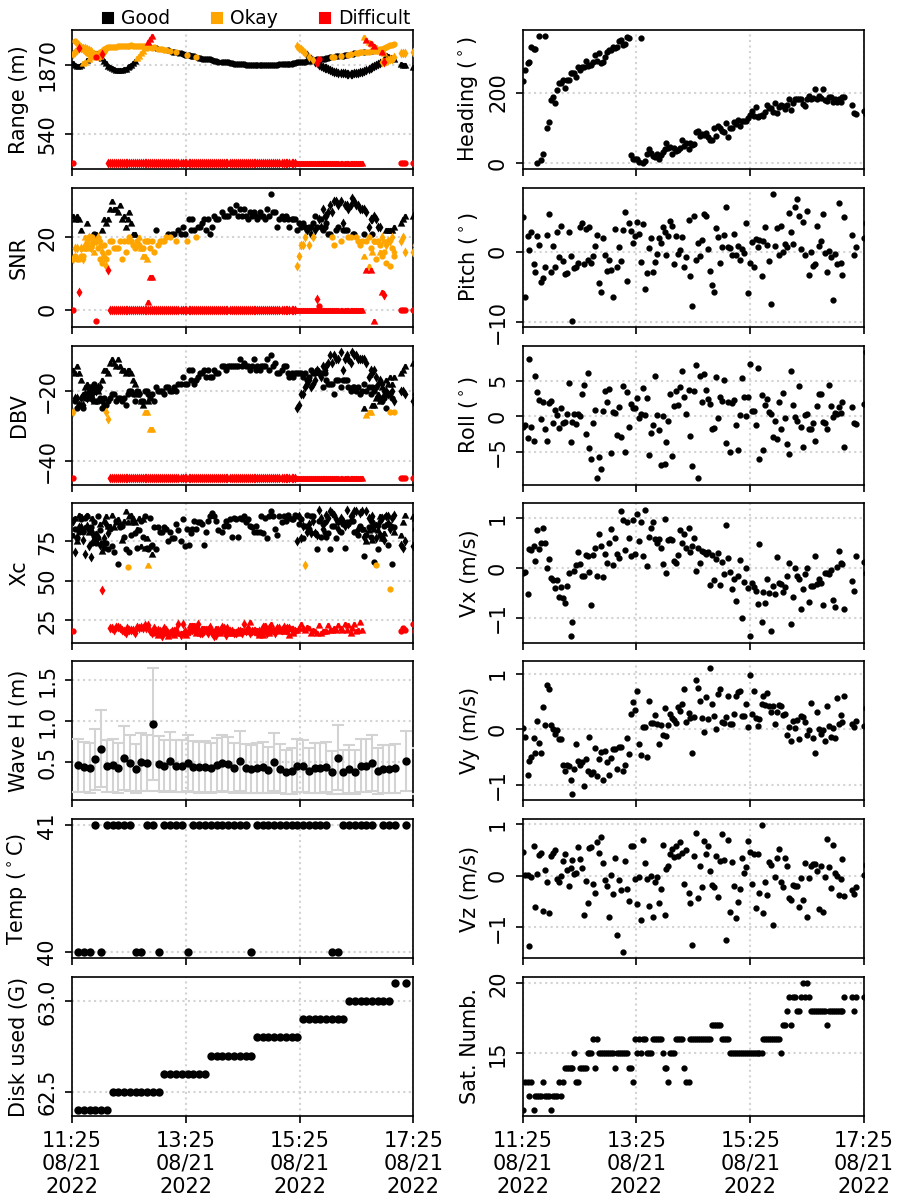 Good Okay Difficult
Range (m)
1870
540
Heading (°)
200
0
SNR
20
0
Pitch (°)
0
−10
DBV
−20
−40
Roll (°)
5
0
−5
Xc
75
50
25
Vx (m/s)
1
0
−1
Wave H (m)
1.5
1.0
0.5
Vy (m/s)
1
0
−1
Temp (°C)
41
40
Vz (m/s)
1
0
−1
Disk used (G)
63.0
62.5
Sat. Numb.
20
15
11:25 13:25 15:25 17:25
08/21 08/21 08/21 08/21
2022 2022 2022 2022
11:25 13:25 15:25 17:25
08/21 08/21 08/21 08/21
2022 2022 2022 2022